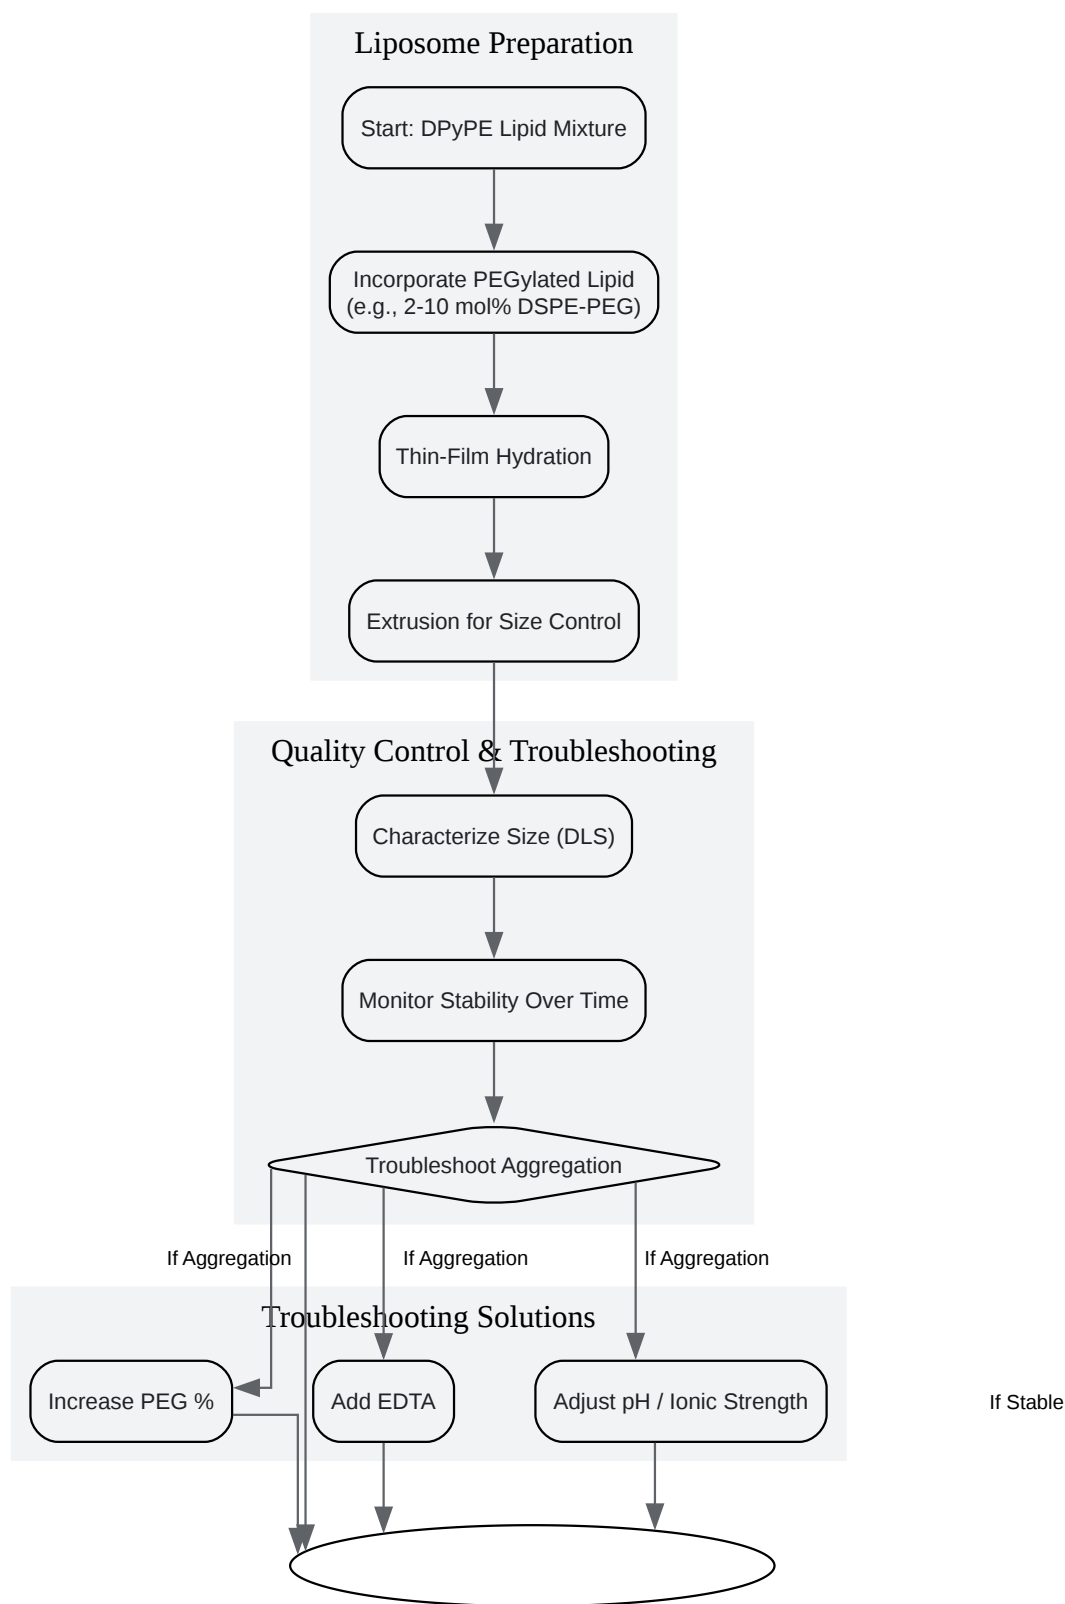 Liposome Preparation
Start: DPyPE Lipid Mixture
Incorporate PEGylated Lipid
(e.g., 2-10 mol% DSPE-PEG)
Thin-Film Hydration
Extrusion for Size Control
Quality Control & Troubleshooting
Characterize Size (DLS)
Monitor Stability Over Time
Troubleshoot Aggregation
If Aggregation
If Aggregation
If Aggregation
Troubleshooting Solutions
Increase PEG %
Add EDTA
Adjust pH / Ionic Strength
If Stable